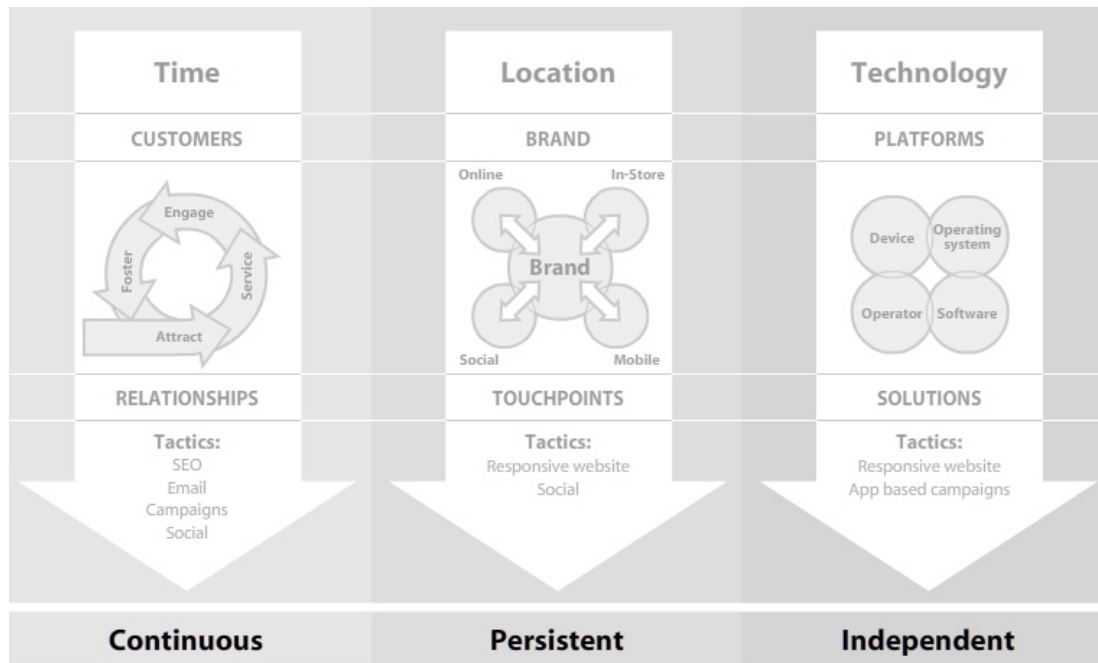 Time
CUSTOMERS
Engage
Foster
Service
Attract
RELATIONSHIPS
Tactics:
SEO
Email
Campaigns
Social
Continuous
Location
BRAND
Online
In-Store
Brand
Social
Mobile
TOUCHPOINTS
Tactics:
Responsive website
Social
Persistent
Technology
PLATFORMS
Device
Operating
system
Operator
Software
SOLUTIONS
Tactics:
Responsive website
App based campaigns
Independent